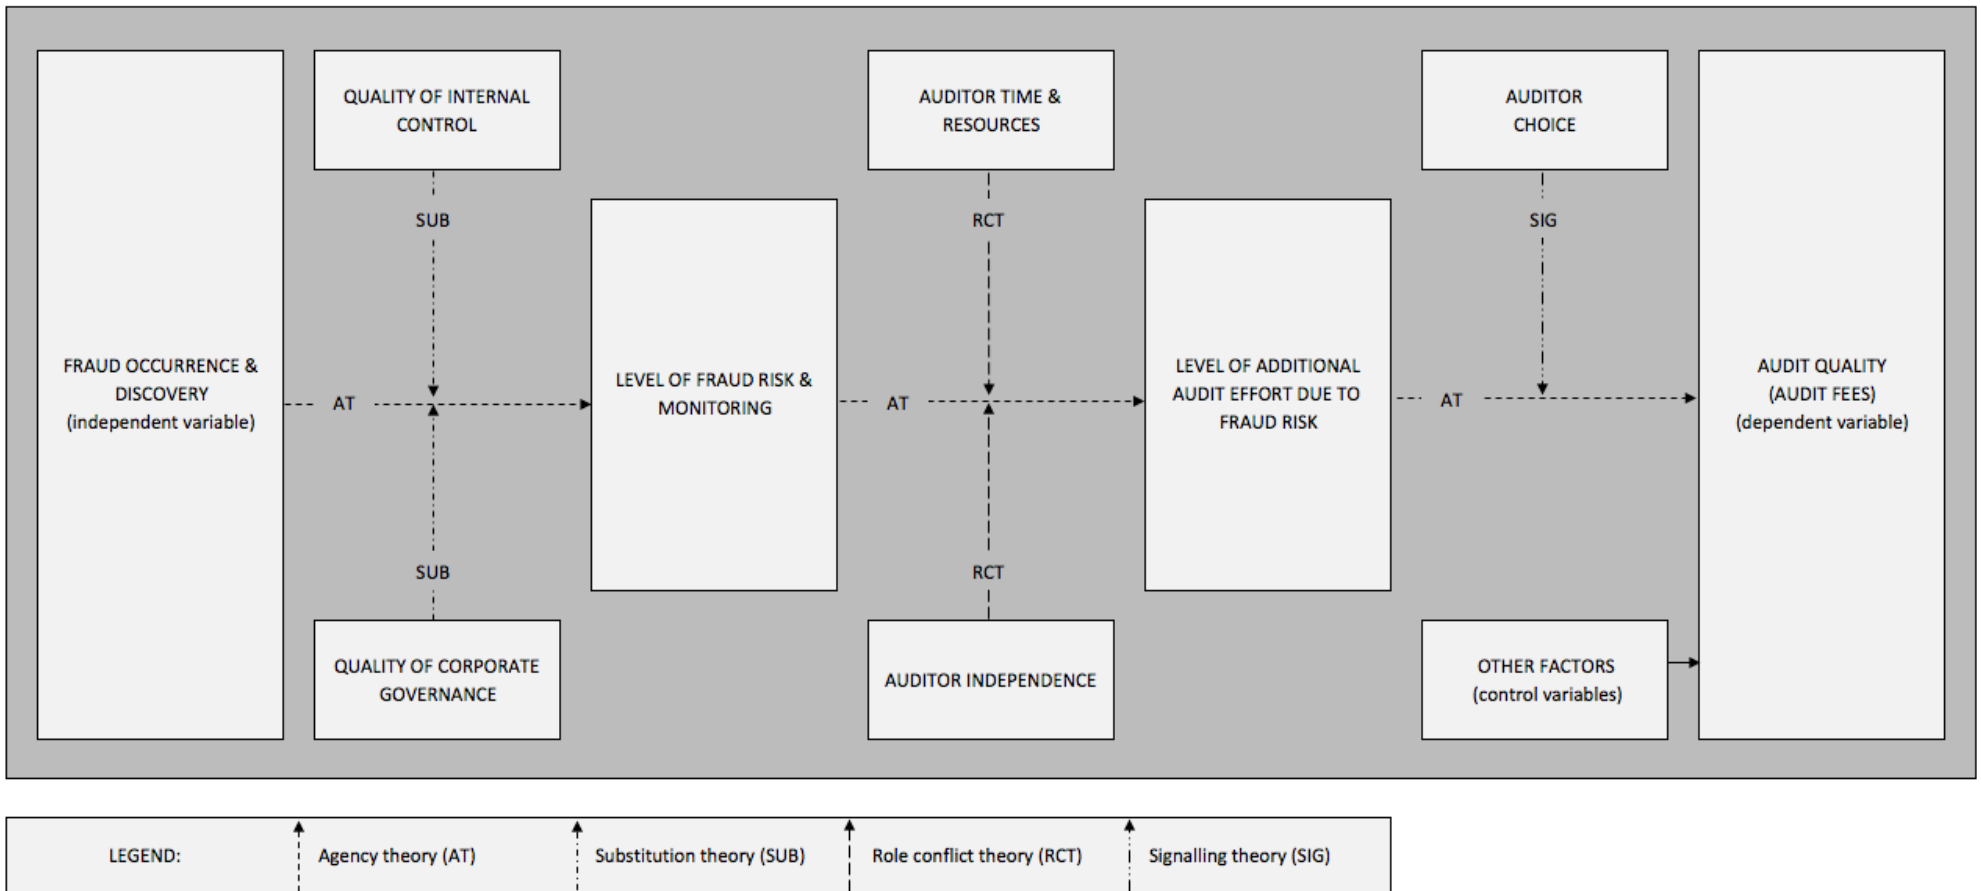 QUALITY OF INTERNAL
CONTROL
AUDITOR TIME &
RESOURCES
AUDITOR
CHOICE
SUB
RCT
SIG
FRAUD OCCURRENCE &
DISCOVERY
(independent variable)
AT
LEVEL OF FRAUD RISK &
MONITORING
AT
LEVEL OF ADDITIONAL
AUDIT EFFORT DUE TO
FRAUD RISK
AT
AUDIT QUALITY
(AUDIT FEES)
(dependent variable)
SUB
RCT
QUALITY OF CORPORATE
GOVERNANCE
AUDITOR INDEPENDENCE
OTHER FACTORS
(control variables)
LEGEND:
Agency theory (AT)
Substitution theory (SUB)
Role conflict theory (RCT)
Signalling theory (SIG)